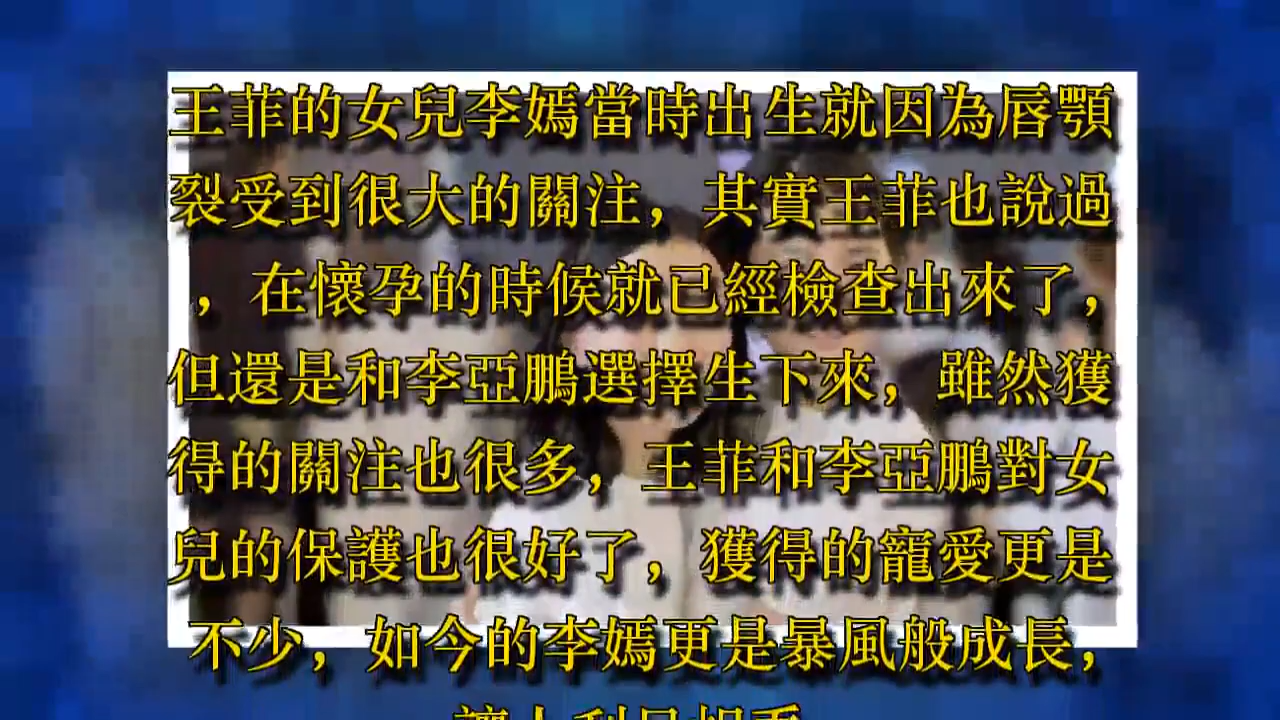 王菲的女兒李嫣當時出生就因為唇顎
裂受到很大的關注，其實王菲也說過
，在懷孕的時候就已經檢查出來了，
但還是和李亞鵬選擇生下來，雖然獲
得的關注也很多，王菲和李亞鵬對女
兒的保護也很好了，獲得的寵愛更是
不少，如今的李嫣更是暴風般成長，